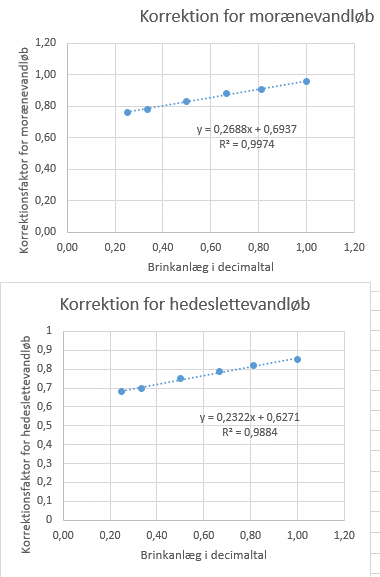 Korrektion for morænevandløb
Korrektionsfaktor for morænevandløb
1,20
1,00
0,80
0,60
0,40
0,20
0,00
y = 0,2688x + 0,6937
R² = 0,9974
0,00 0,20 0,40 0,60 0,80 1,00 1,20
Brinkanlæg i decimaltal
Korrektion for hedeslettevandløb
Korrektionsfaktor for hedeslettevandløb
1
0,9
0,8
0,7
0,6
0,5
0,4
0,3
0,2
0,1
0
y = 0,2322x + 0,6271
R² = 0,9884
0,00 0,20 0,40 0,60 0,80 1,00 1,20
Brinkanlæg i decimaltal